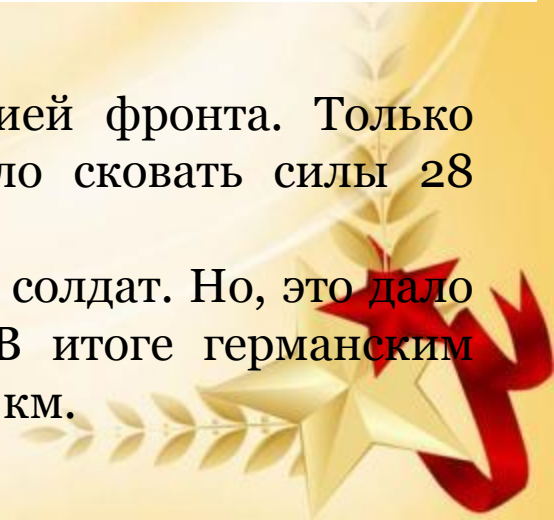 ией фронта. Только
ло сковать силы 28
солдат. Но, это дало
В итоге германским
км.